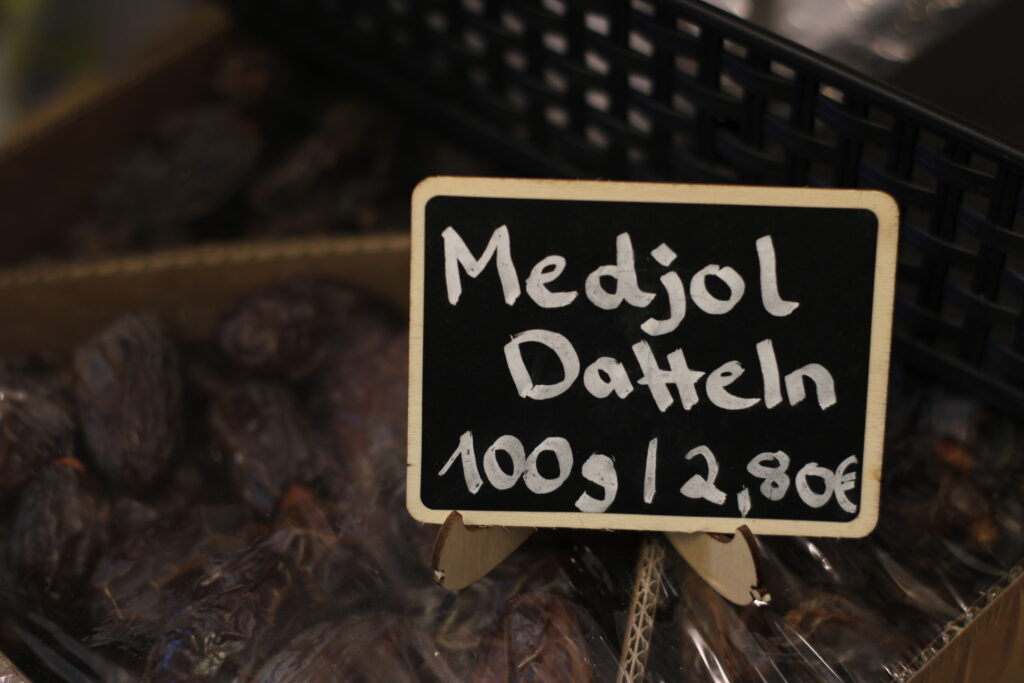 Medjol
Datteln
100g / 2,80€